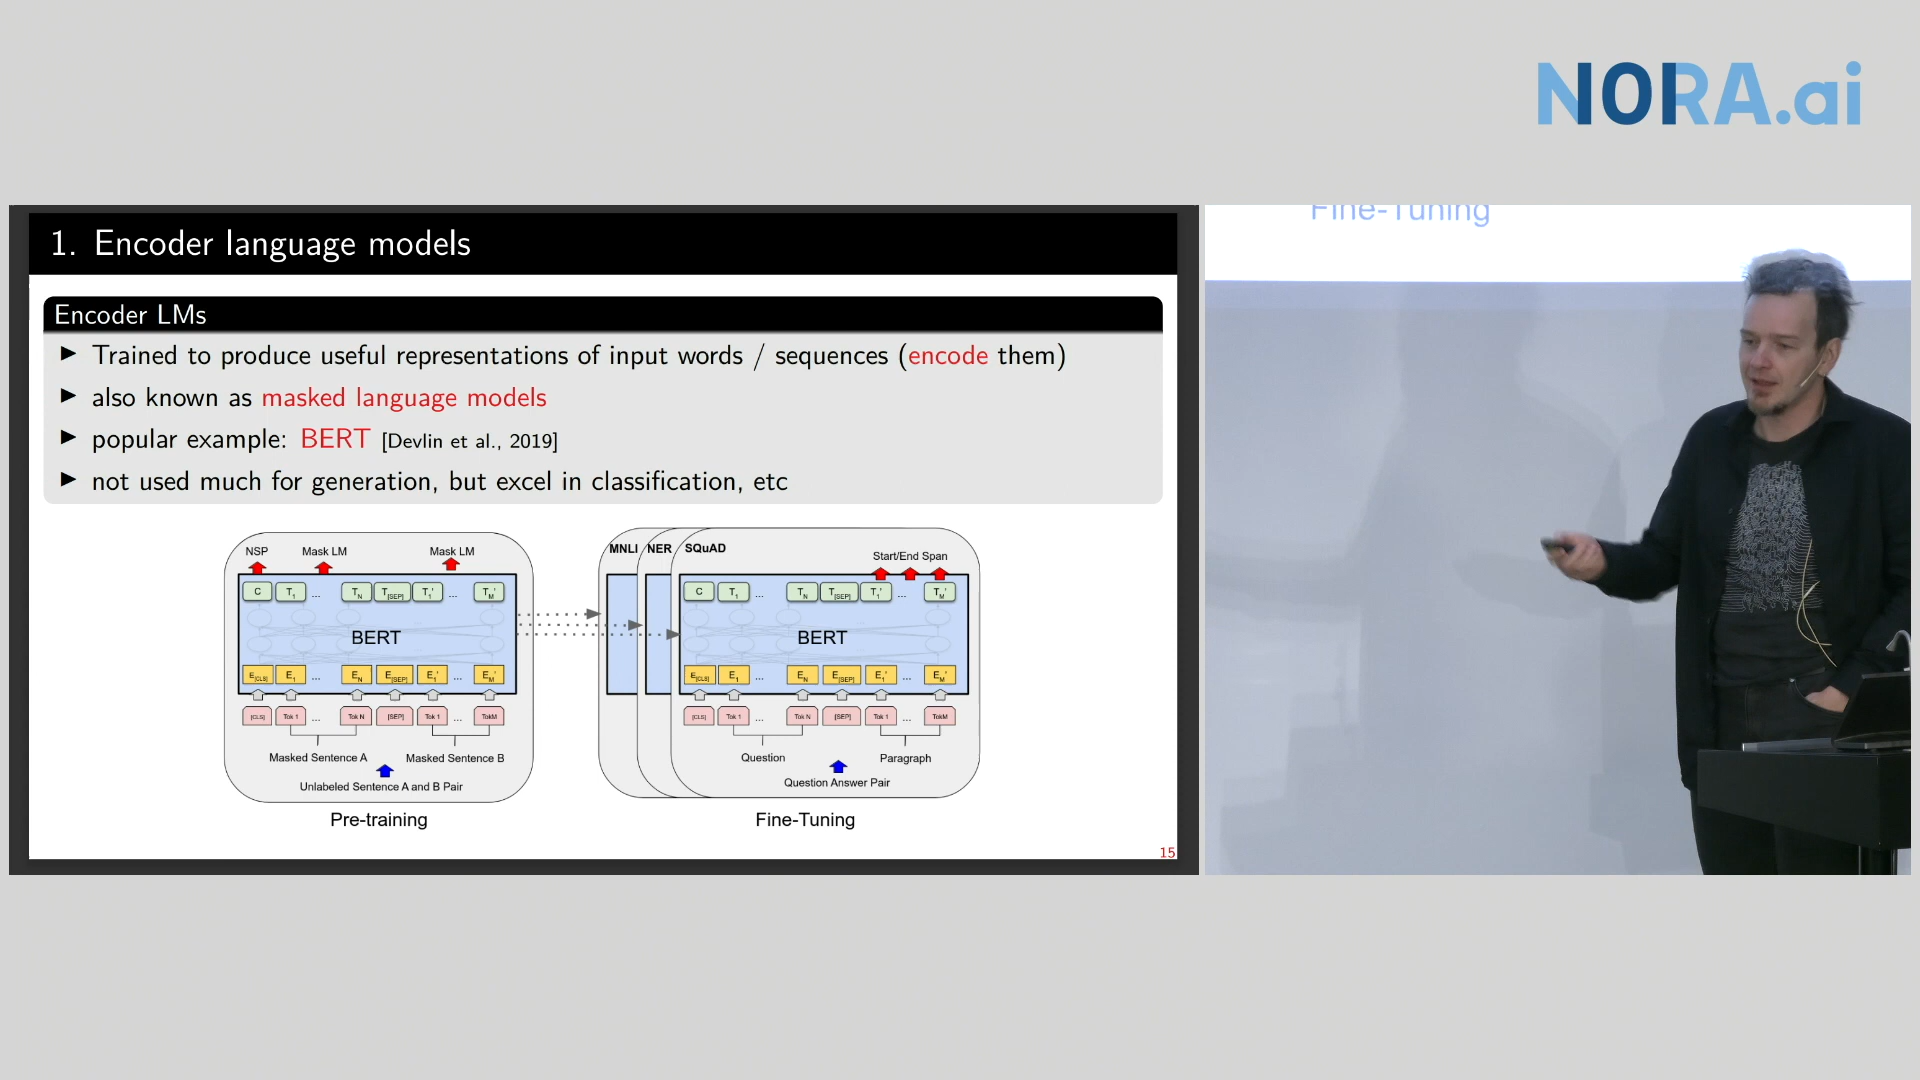 NORA.ai
Fine-Tuning
1. Encoder language models
Encoder LMs
► Trained to produce useful representations of input words / sequences (encode them)
► also known as masked language models
► popular example: BERT [Devlin et al., 2019]
► not used much for generation, but excel in classification, etc
NSP Mask LM Mask LM
C T1 ... TN T[SEP] T1' ... TM'
BERT
E[CLS] E1 ... EN E[SEP] E1' ... EM'
[CLS] Tok 1 ... Tok N [SEP] Tok 1 ... TokM
Masked Sentence A Masked Sentence B
Unlabeled Sentence A and B Pair
Pre-training
MNLI NER SQuAD
Start/End Span
C T1 ... TN T[SEP] T1' ... TM'
BERT
E[CLS] E1 ... EN E[SEP] E1' ... EM'
[CLS] Tok 1 ... Tok N [SEP] Tok 1 ... TokM
Question Paragraph
Question Answer Pair
Fine-Tuning
15